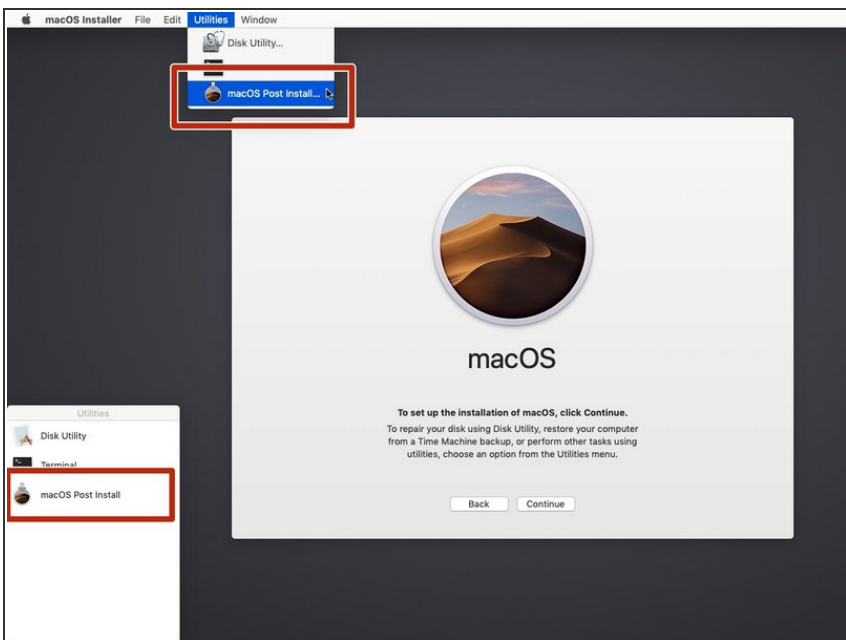 macOS Installer File Edit Utilities Window
Disk Utility...
macOS Post Install...
macOS
To set up the installation of macOS, click Continue.
To repair your disk using Disk Utility, restore your computer
from a Time Machine backup, or perform other tasks using
utilities, choose an option from the Utilities menu.
Back Continue
Utilities
Disk Utility
Terminal
macOS Post Install